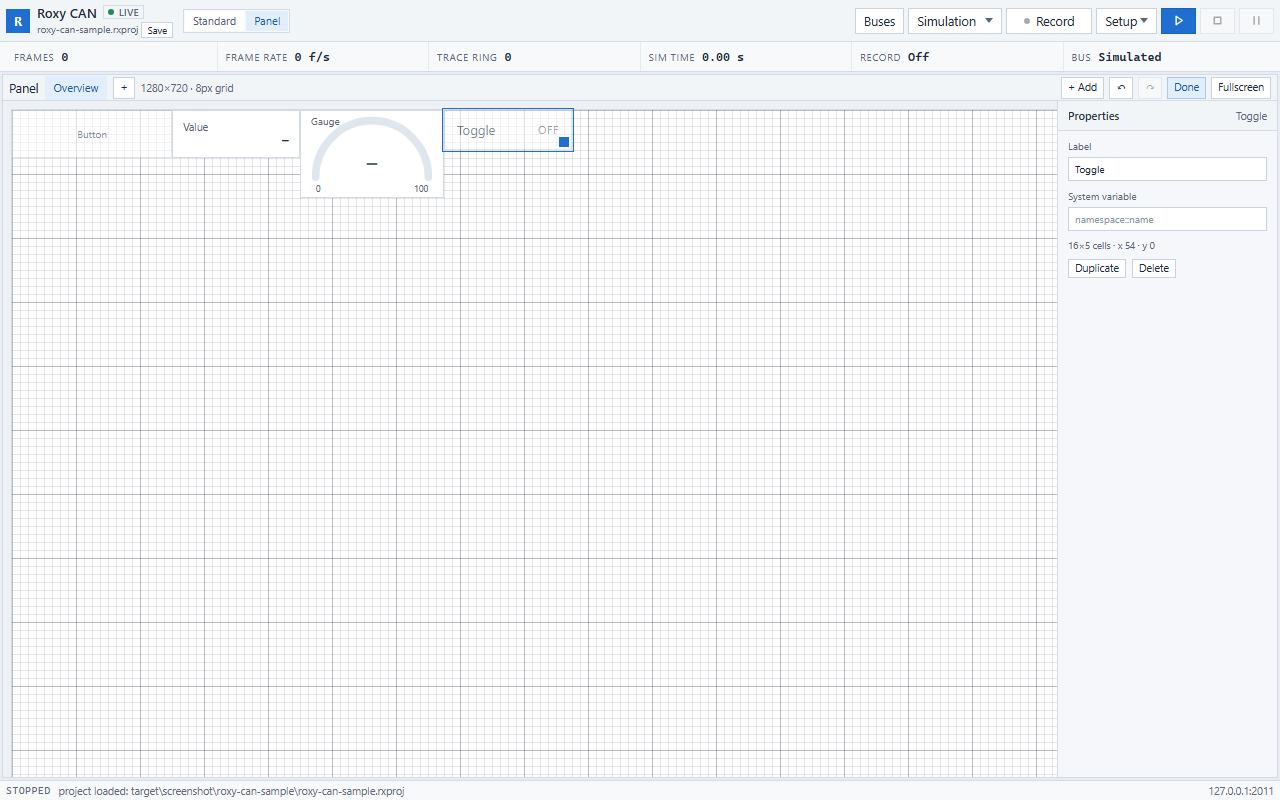 R
Roxy CAN
LIVE
roxy-can-sample.rxproj
Save
Standard
Panel
Buses
Simulation
Record
Setup
FRAMES 0
FRAME RATE 0 f/s
TRACE RING 0
SIM TIME 0.00 s
RECORD Off
BUS Simulated
Panel
Overview
+
1280×720 · 8px grid
+ Add
Done
Fullscreen
Button
Value
–
Gauge
–
0
100
Toggle
OFF
Properties
Toggle
Label
Toggle
System variable
namespace::name
16×5 cells · x 54 · y 0
Duplicate
Delete
STOPPED
project loaded: target\screenshot\roxy-can-sample\roxy-can-sample.rxproj
127.0.0.1:2011